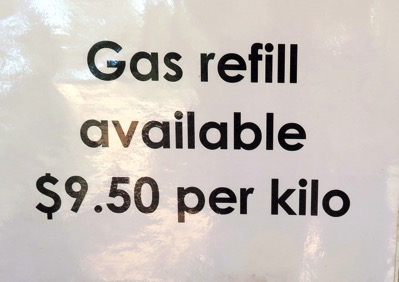 Gas refill
available
$9.50 per kilo